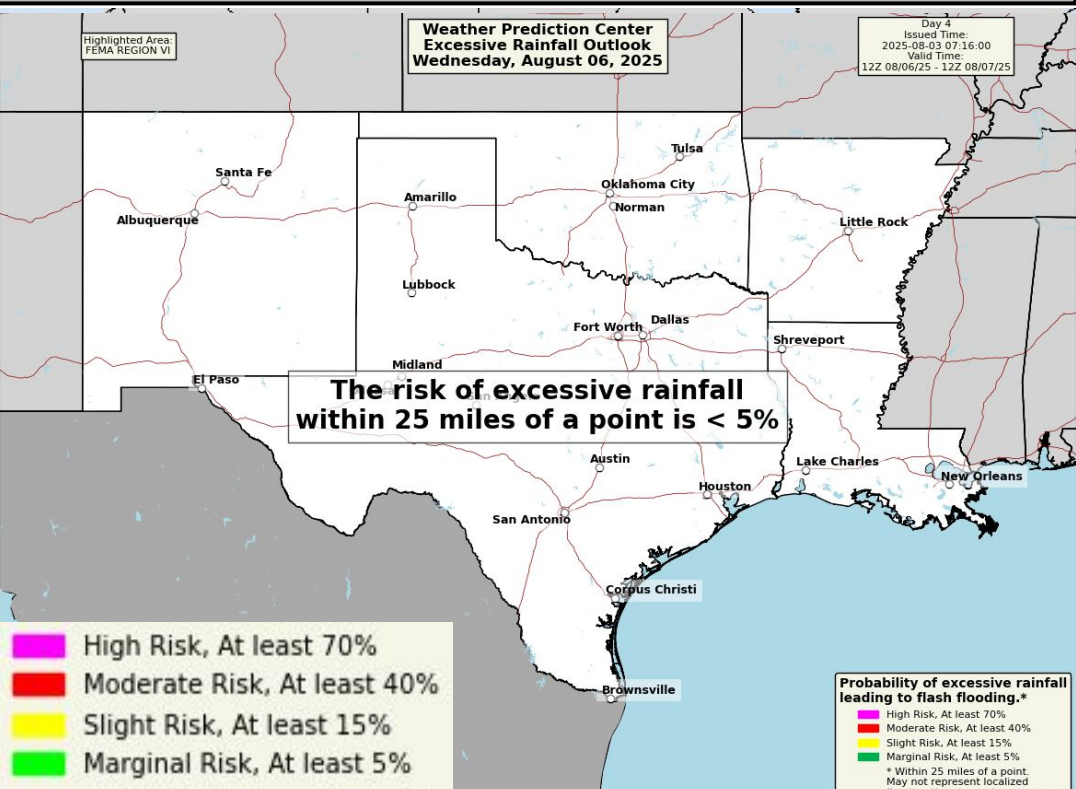 Highlighted Area:
FEMA REGION VI
Weather Prediction Center
Excessive Rainfall Outlook
Wednesday, August 06, 2025
Day 4
Issued Time:
2025-08-03 07:16:00
Valid Time:
12Z 08/06/25 - 12Z 08/07/25
Tulsa
Santa Fe
Oklahoma City
Amarillo
Norman
Albuquerque
Little Rock
Lubbock
Dallas
Fort Worth
Shreveport
Midland
El Paso
The risk of excessive rainfall
within 25 miles of a point is < 5%
Austin
Lake Charles
New Orleans
Houston
San Antonio
Corpus Christi
Brownsville
High Risk, At least 70%
Moderate Risk, At least 40%
Slight Risk, At least 15%
Marginal Risk, At least 5%
Probability of excessive rainfall
leading to flash flooding.*
High Risk, At least 70%
Moderate Risk, At least 40%
Slight Risk, At least 15%
Marginal Risk, At least 5%
* Within 25 miles of a point.
May not represent localized